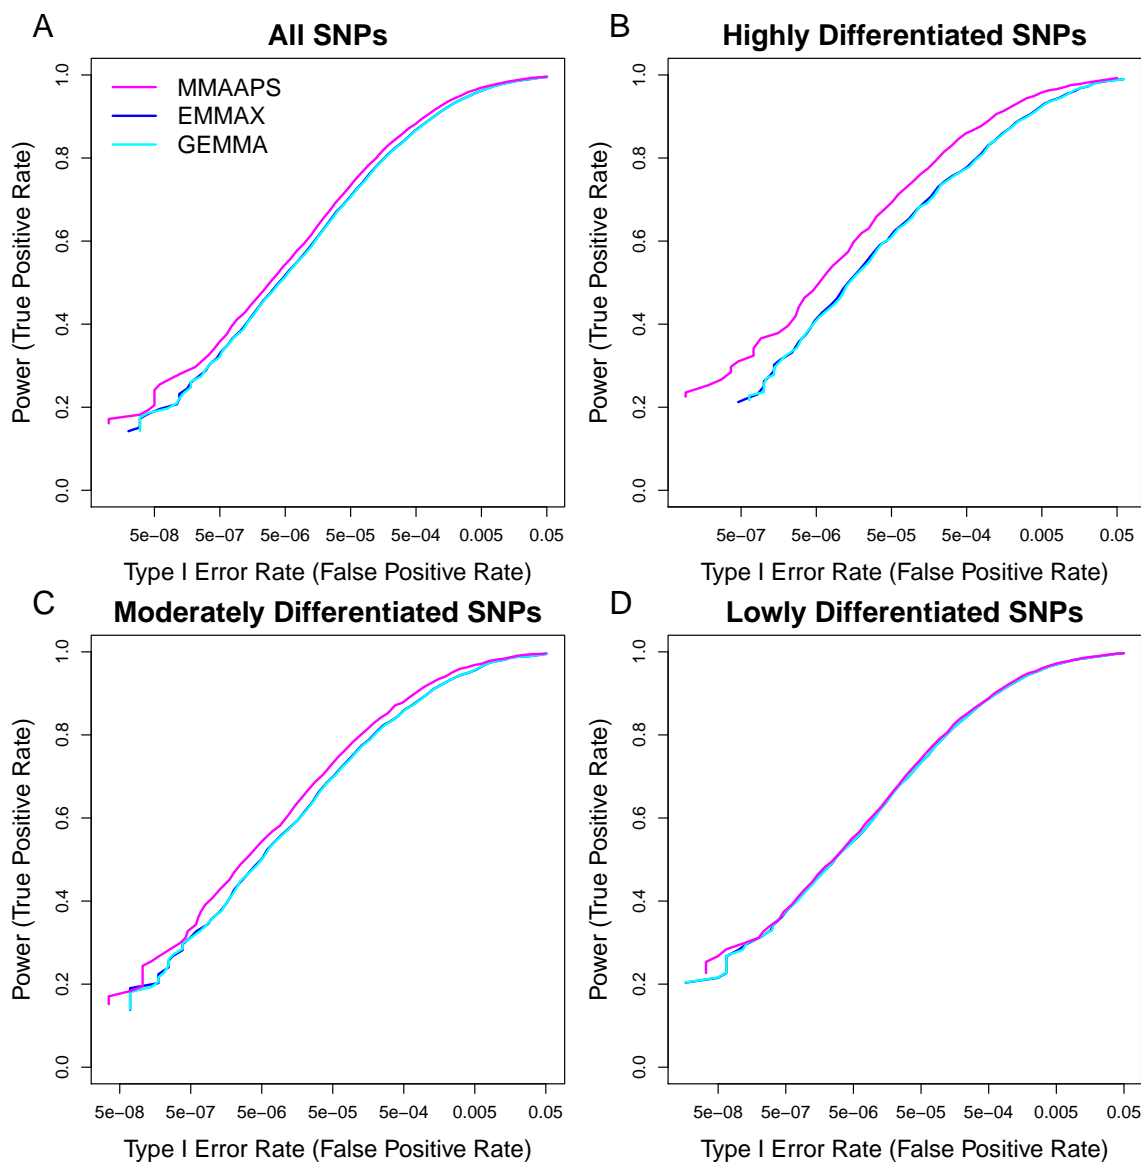 A
All SNPs
MMAAPS
EMMAX
GEMMA
Power (True Positive Rate)
0.0 0.2 0.4 0.6 0.8 1.0
5e−08 5e−07 5e−06 5e−05 5e−04 0.005 0.05
Type I Error Rate (False Positive Rate)
B
Highly Differentiated SNPs
Power (True Positive Rate)
0.0 0.2 0.4 0.6 0.8 1.0
5e−07 5e−06 5e−05 5e−04 0.005 0.05
Type I Error Rate (False Positive Rate)
C
Moderately Differentiated SNPs
Power (True Positive Rate)
0.0 0.2 0.4 0.6 0.8 1.0
5e−08 5e−07 5e−06 5e−05 5e−04 0.005 0.05
Type I Error Rate (False Positive Rate)
D
Lowly Differentiated SNPs
Power (True Positive Rate)
0.0 0.2 0.4 0.6 0.8 1.0
5e−08 5e−07 5e−06 5e−05 5e−04 0.005 0.05
Type I Error Rate (False Positive Rate)